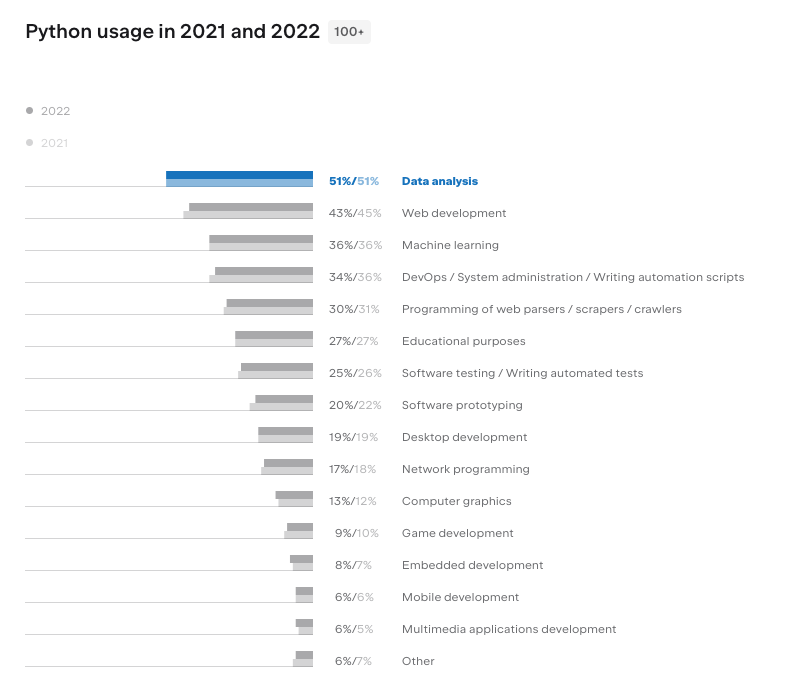 Python usage in 2021 and 2022 100+
2022
2021
51%/51% Data analysis
43%/45% Web development
36%/36% Machine learning
34%/36% DevOps / System administration / Writing automation scripts
30%/31% Programming of web parsers / scrapers / crawlers
27%/27% Educational purposes
25%/26% Software testing / Writing automated tests
20%/22% Software prototyping
19%/19% Desktop development
17%/18% Network programming
13%/12% Computer graphics
9%/10% Game development
8%/7% Embedded development
6%/6% Mobile development
6%/5% Multimedia applications development
6%/7% Other